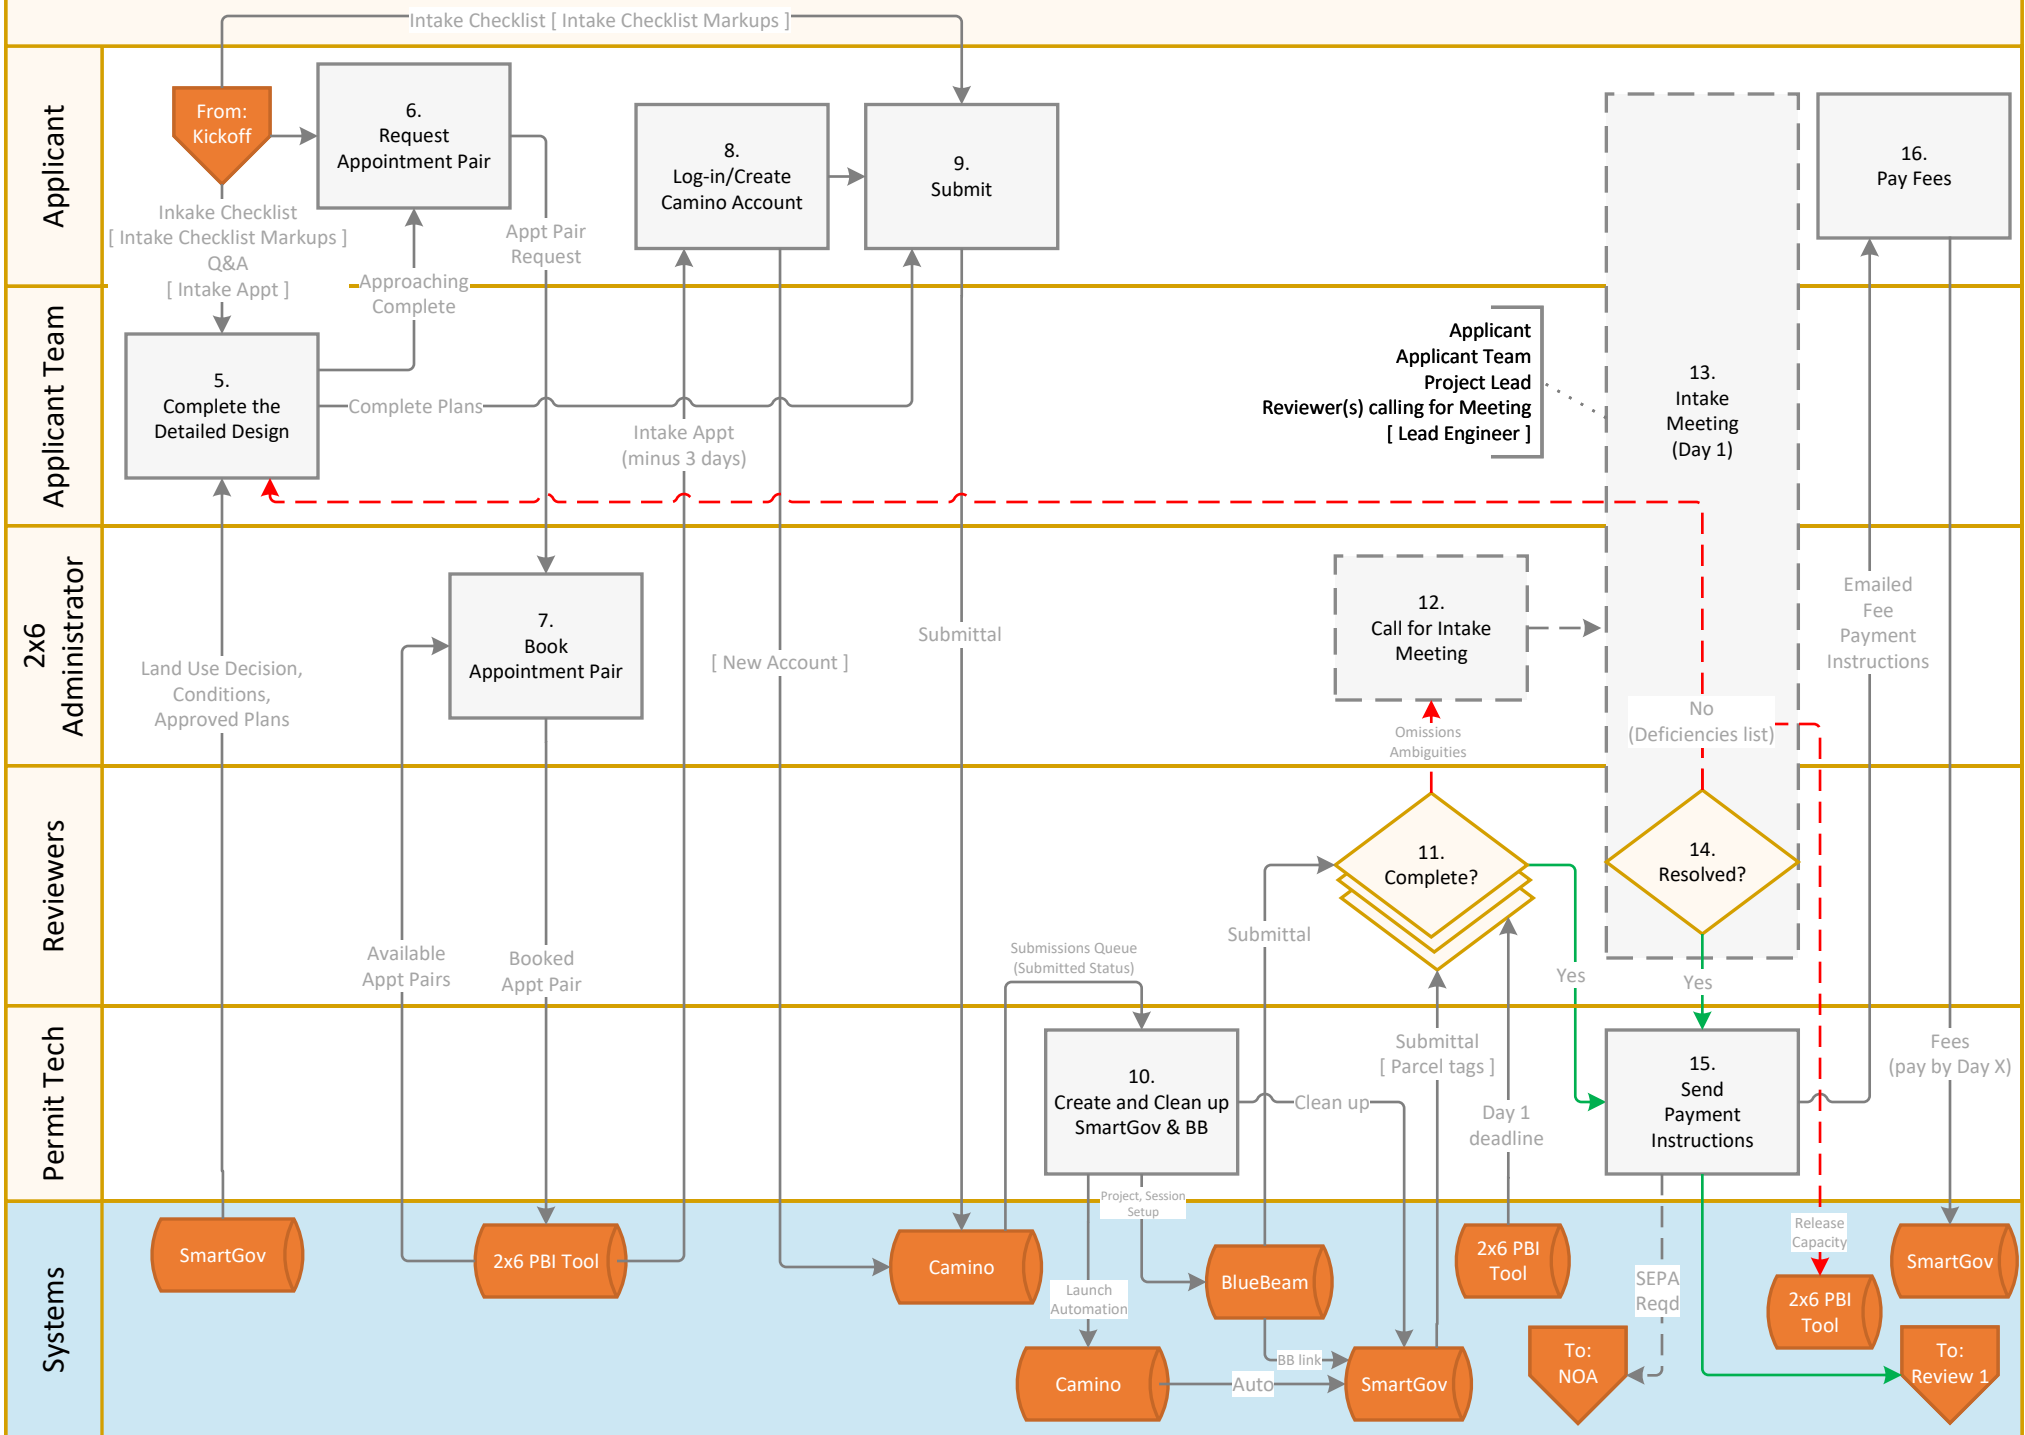 Intake Checklist [ Intake Checklist Markups ]
Applicant
From:
Kickoff
6.
Request
Appointment Pair
8.
Log-in/Create
Camino Account
9.
Submit
16.
Pay Fees
Inkake Checklist
[ Intake Checklist Markups ]
Q&A
[ Intake Appt ]
Appt Pair
Request
Approaching
Complete
Applicant Team
5.
Complete the
Detailed Design
Complete Plans
Intake Appt
(minus 3 days)
Applicant
Applicant Team
Project Lead
Reviewer(s) calling for Meeting
[ Lead Engineer ]
13.
Intake
Meeting
(Day 1)
2x6
Administrator
7.
Book
Appointment Pair
Land Use Decision,
Conditions,
Approved Plans
[ New Account ]
Submittal
12.
Call for Intake
Meeting
Omissions
Ambiguities
No
(Deficiencies list)
Emailed
Fee
Payment
Instructions
Reviewers
Available
Appt Pairs
Booked
Appt Pair
Submissions Queue
(Submitted Status)
Submittal
11.
Complete?
14.
Resolved?
Yes
Yes
Permit Tech
10.
Create and Clean up
SmartGov & BB
Clean up
Submittal
[ Parcel tags ]
Day 1
deadline
15.
Send
Payment
Instructions
Fees
(pay by Day X)
Project, Session
Setup
Systems
SmartGov
2x6 PBI Tool
Camino
Launch
Automation
BlueBeam
2x6 PBI
Tool
SEPA
Reqd
Release
Capacity
2x6 PBI
Tool
SmartGov
Camino
Auto
BB link
SmartGov
To:
NOA
To:
Review 1